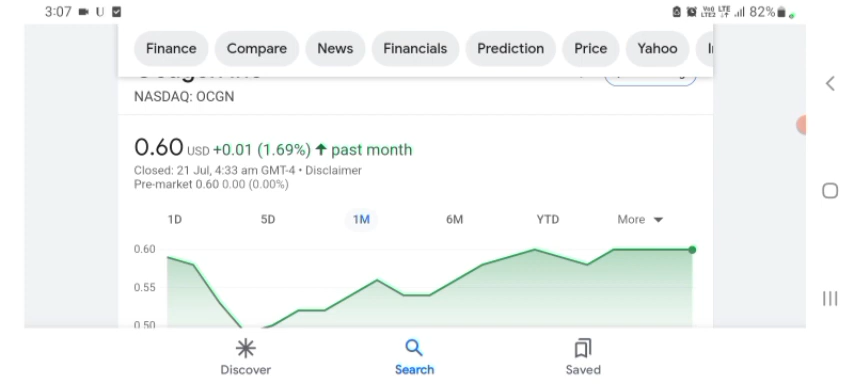 3:07 U LTE2 LTE 82%
Finance Compare News Financials Prediction Price Yahoo
NASDAQ: OCGN
0.60 USD +0.01 (1.69%) ↑ past month
Closed: 21 Jul, 4:33 am GMT-4 • Disclaimer
Pre-market 0.60 0.00 (0.00%)
1D 5D 1M 6M YTD More
0.60
0.55
0.50
Discover Search Saved